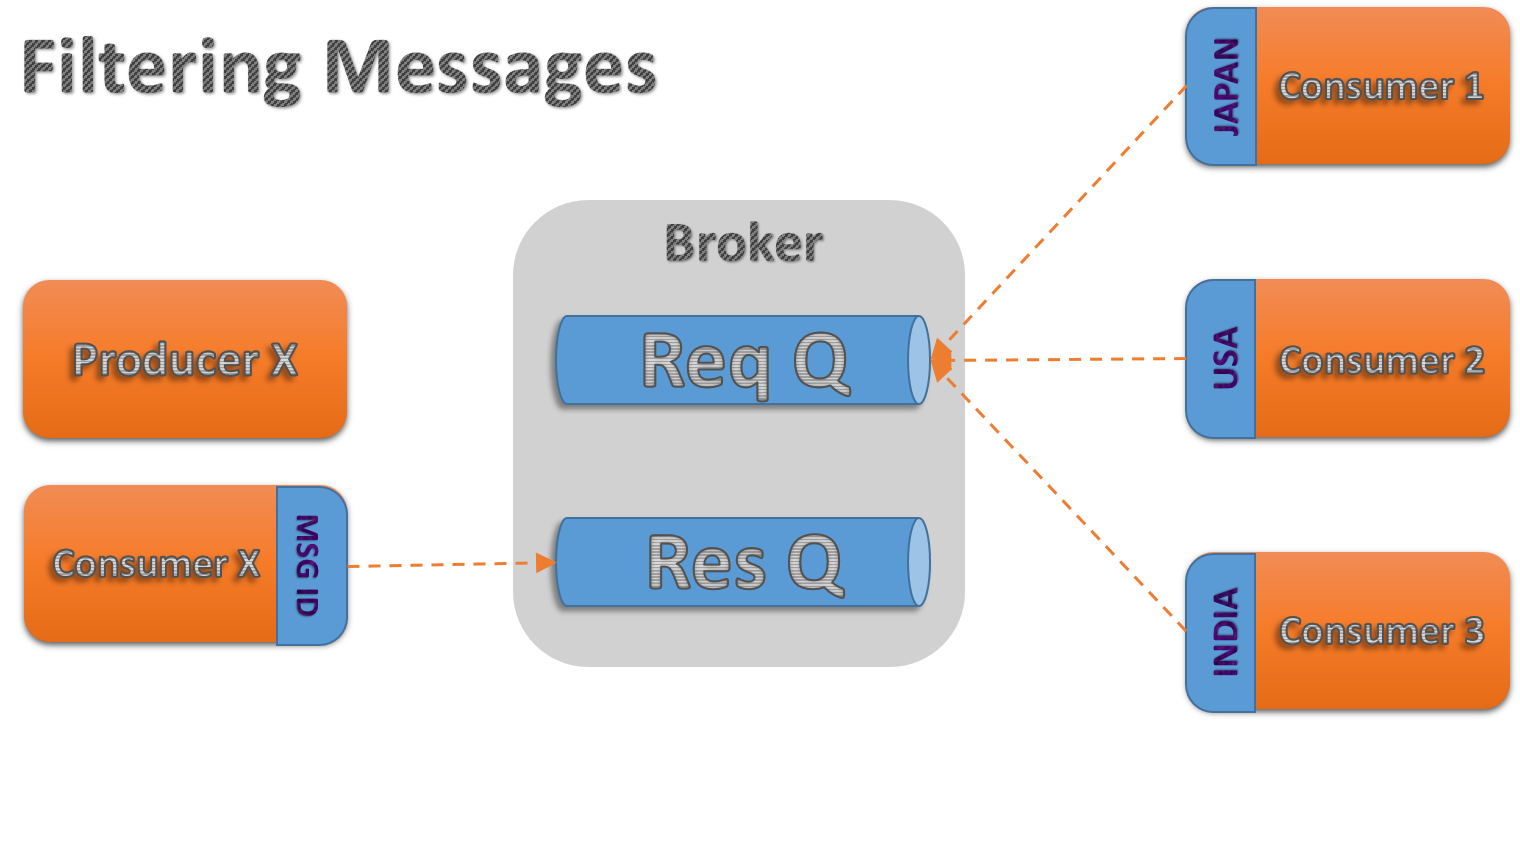 Filtering Messages
JAPAN
Consumer 1
Broker
Producer X
Req Q
USA
Consumer 2
Consumer X
MSG ID
Res Q
INDIA
Consumer 3